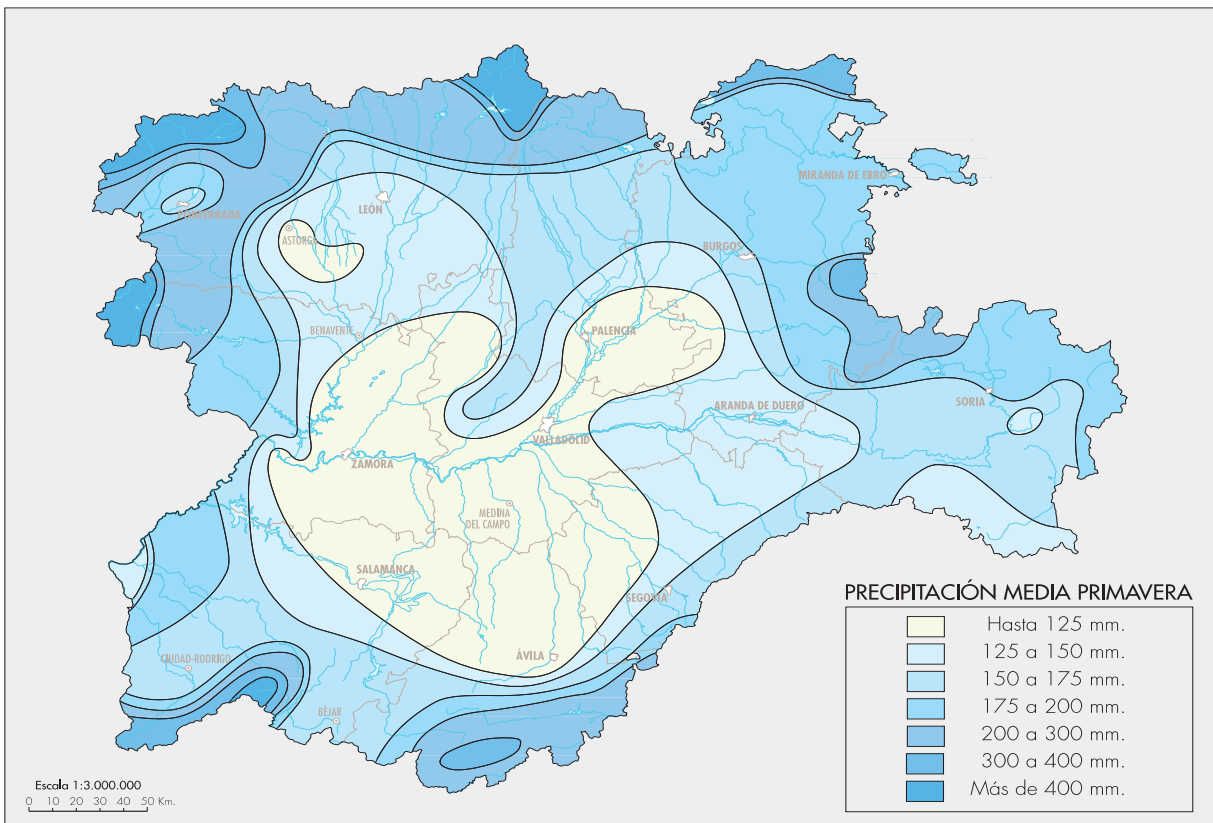 MIRANDA DE EBRO
PONFERRADA
LEÓN
ASTORGA
BURGOS
BENAVENTE
PALENCIA
SORIA
ARANDA DE DUERO
VALLADOLID
ZAMORA
MEDINA
DEL CAMPO
SALAMANCA
SEGOVIA
ÁVILA
CIUDAD-RODRIGO
BÉJAR
PRECIPITACIÓN MEDIA PRIMAVERA
Hasta 125 mm.
125 a 150 mm.
150 a 175 mm.
175 a 200 mm.
200 a 300 mm.
300 a 400 mm.
Más de 400 mm.
Escala 1:3.000.000
0 10 20 30 40 50 Km.